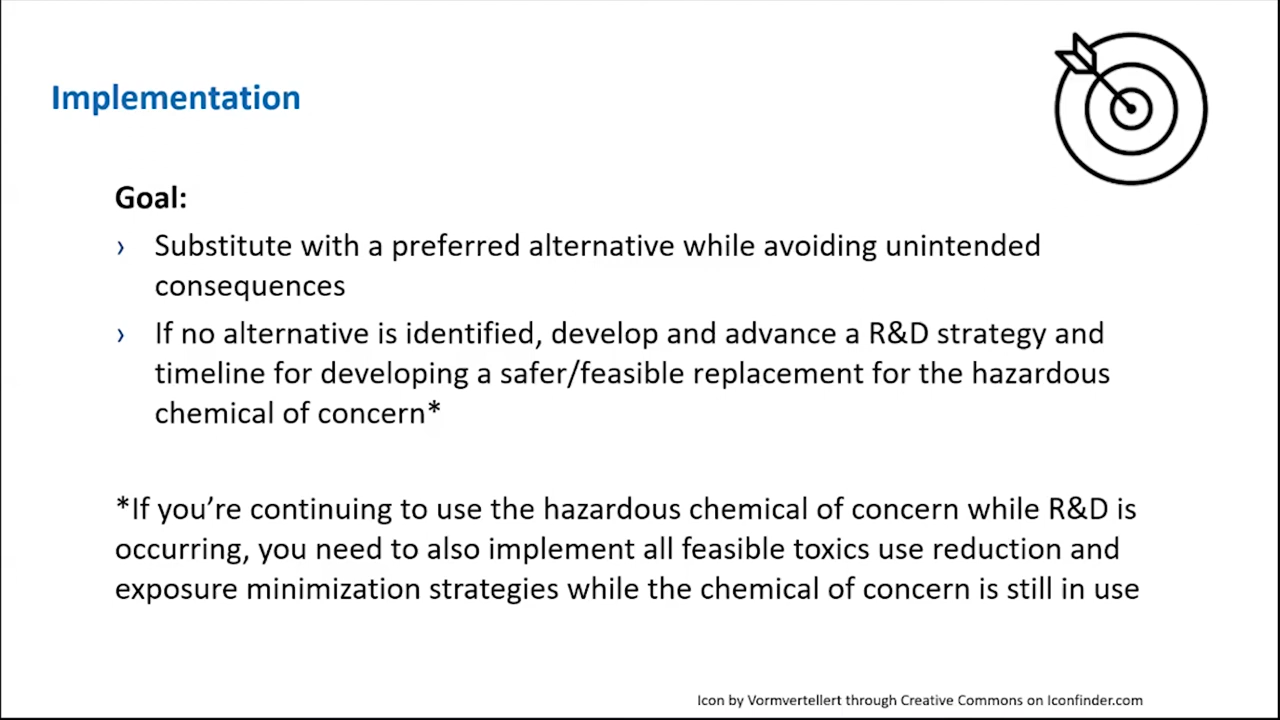 Implementation
Goal:
› Substitute with a preferred alternative while avoiding unintended
consequences
› If no alternative is identified, develop and advance a R&D strategy and
timeline for developing a safer/feasible replacement for the hazardous
chemical of concern*
*If you’re continuing to use the hazardous chemical of concern while R&D is
occurring, you need to also implement all feasible toxics use reduction and
exposure minimization strategies while the chemical of concern is still in use
Icon by Vormvertellert through Creative Commons on Iconfinder.com